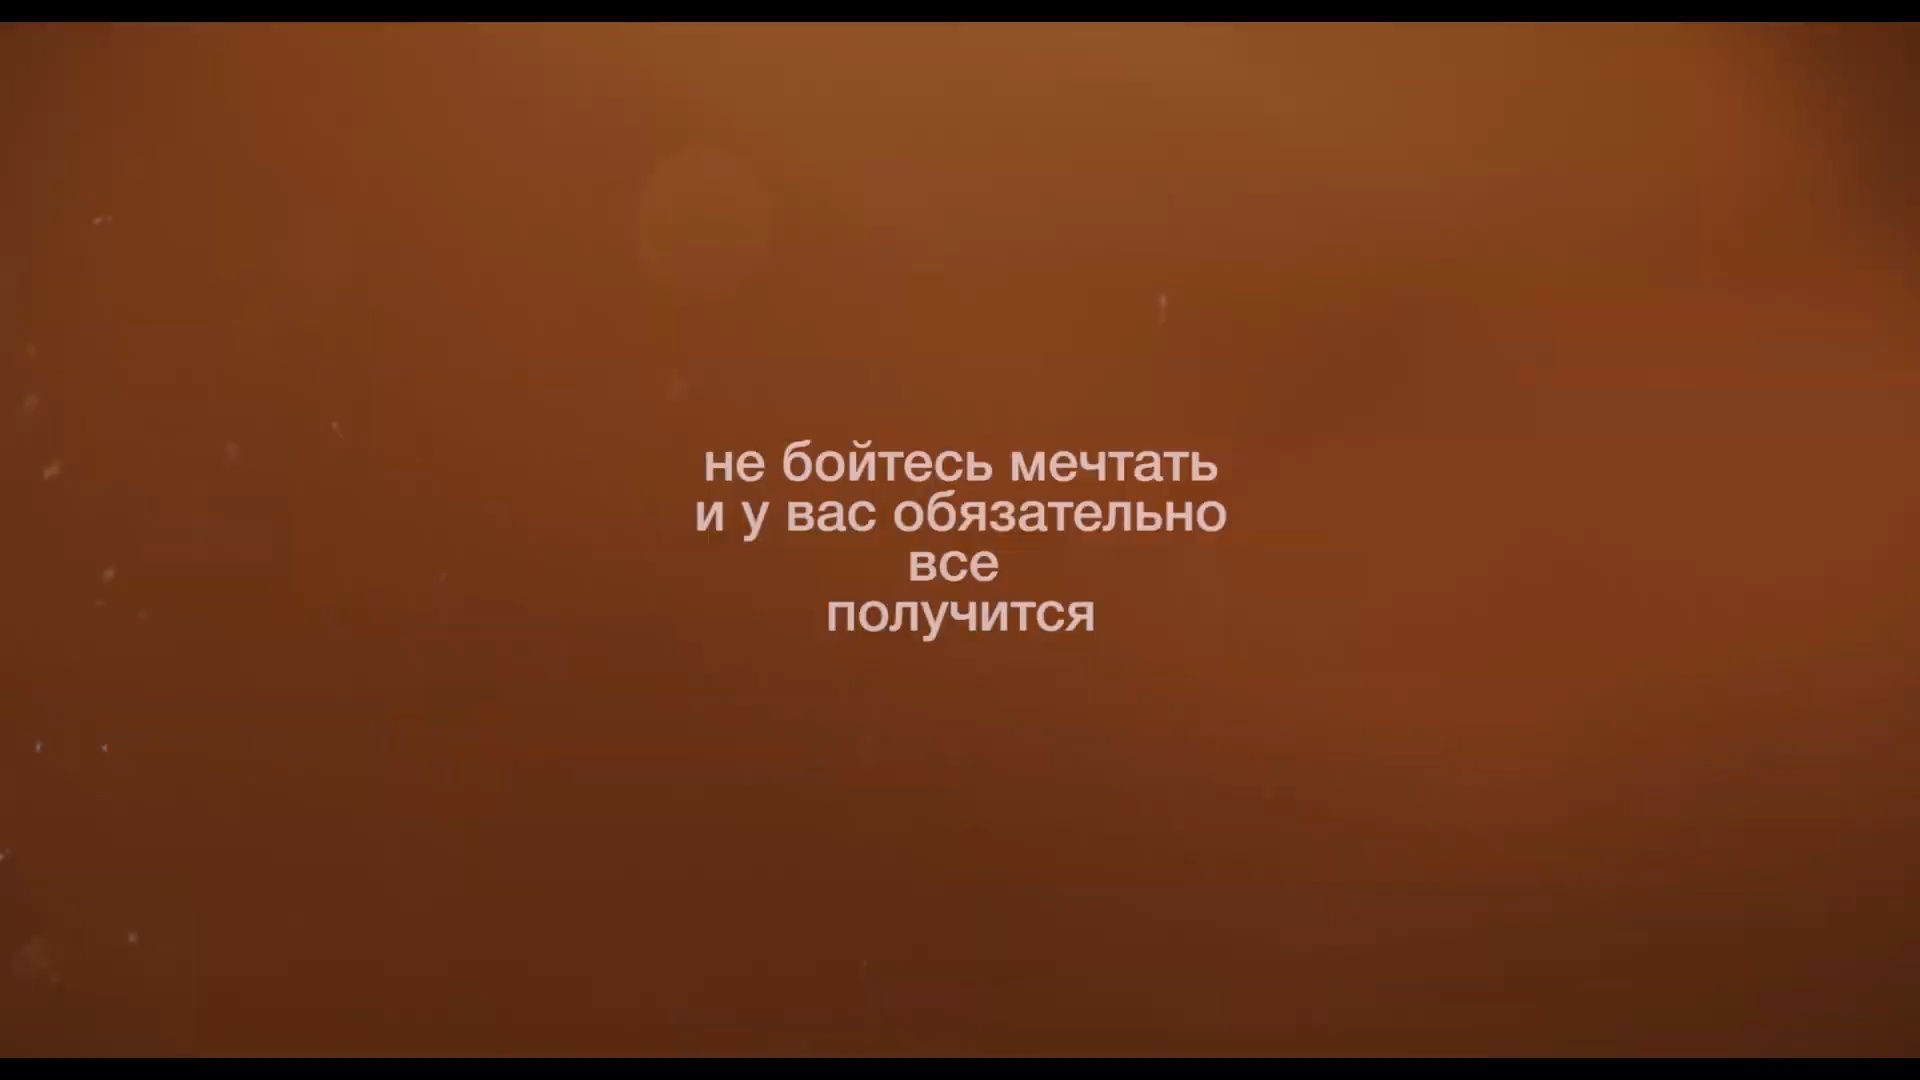 не бойтесь мечтать
и у вас обязательно
все
получится